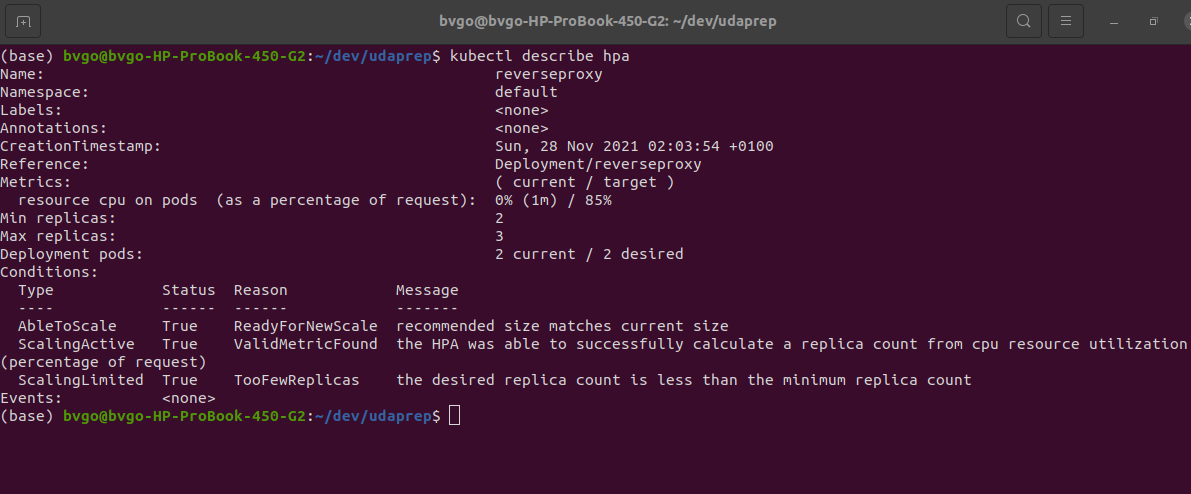 bvgo@bvgo-HP-ProBook-450-G2: ~/dev/udaprep
(base) bvgo@bvgo-HP-ProBook-450-G2:~/dev/udaprep$ kubectl describe hpa
Name: reverseproxy
Namespace: default
Labels: <none>
Annotations: <none>
CreationTimestamp: Sun, 28 Nov 2021 02:03:54 +0100
Reference: Deployment/reverseproxy
Metrics: ( current / target )
  resource cpu on pods  (as a percentage of request): 0% (1m) / 85%
Min replicas: 2
Max replicas: 3
Deployment pods: 2 current / 2 desired
Conditions:
  Type            Status  Reason            Message
  ----            ------  ------            -------
  AbleToScale     True    ReadyForNewScale  recommended size matches current size
  ScalingActive   True    ValidMetricFound  the HPA was able to successfully calculate a replica count from cpu resource utilization
(percentage of request)
  ScalingLimited  True    TooFewReplicas    the desired replica count is less than the minimum replica count
Events:           <none>
(base) bvgo@bvgo-HP-ProBook-450-G2:~/dev/udaprep$